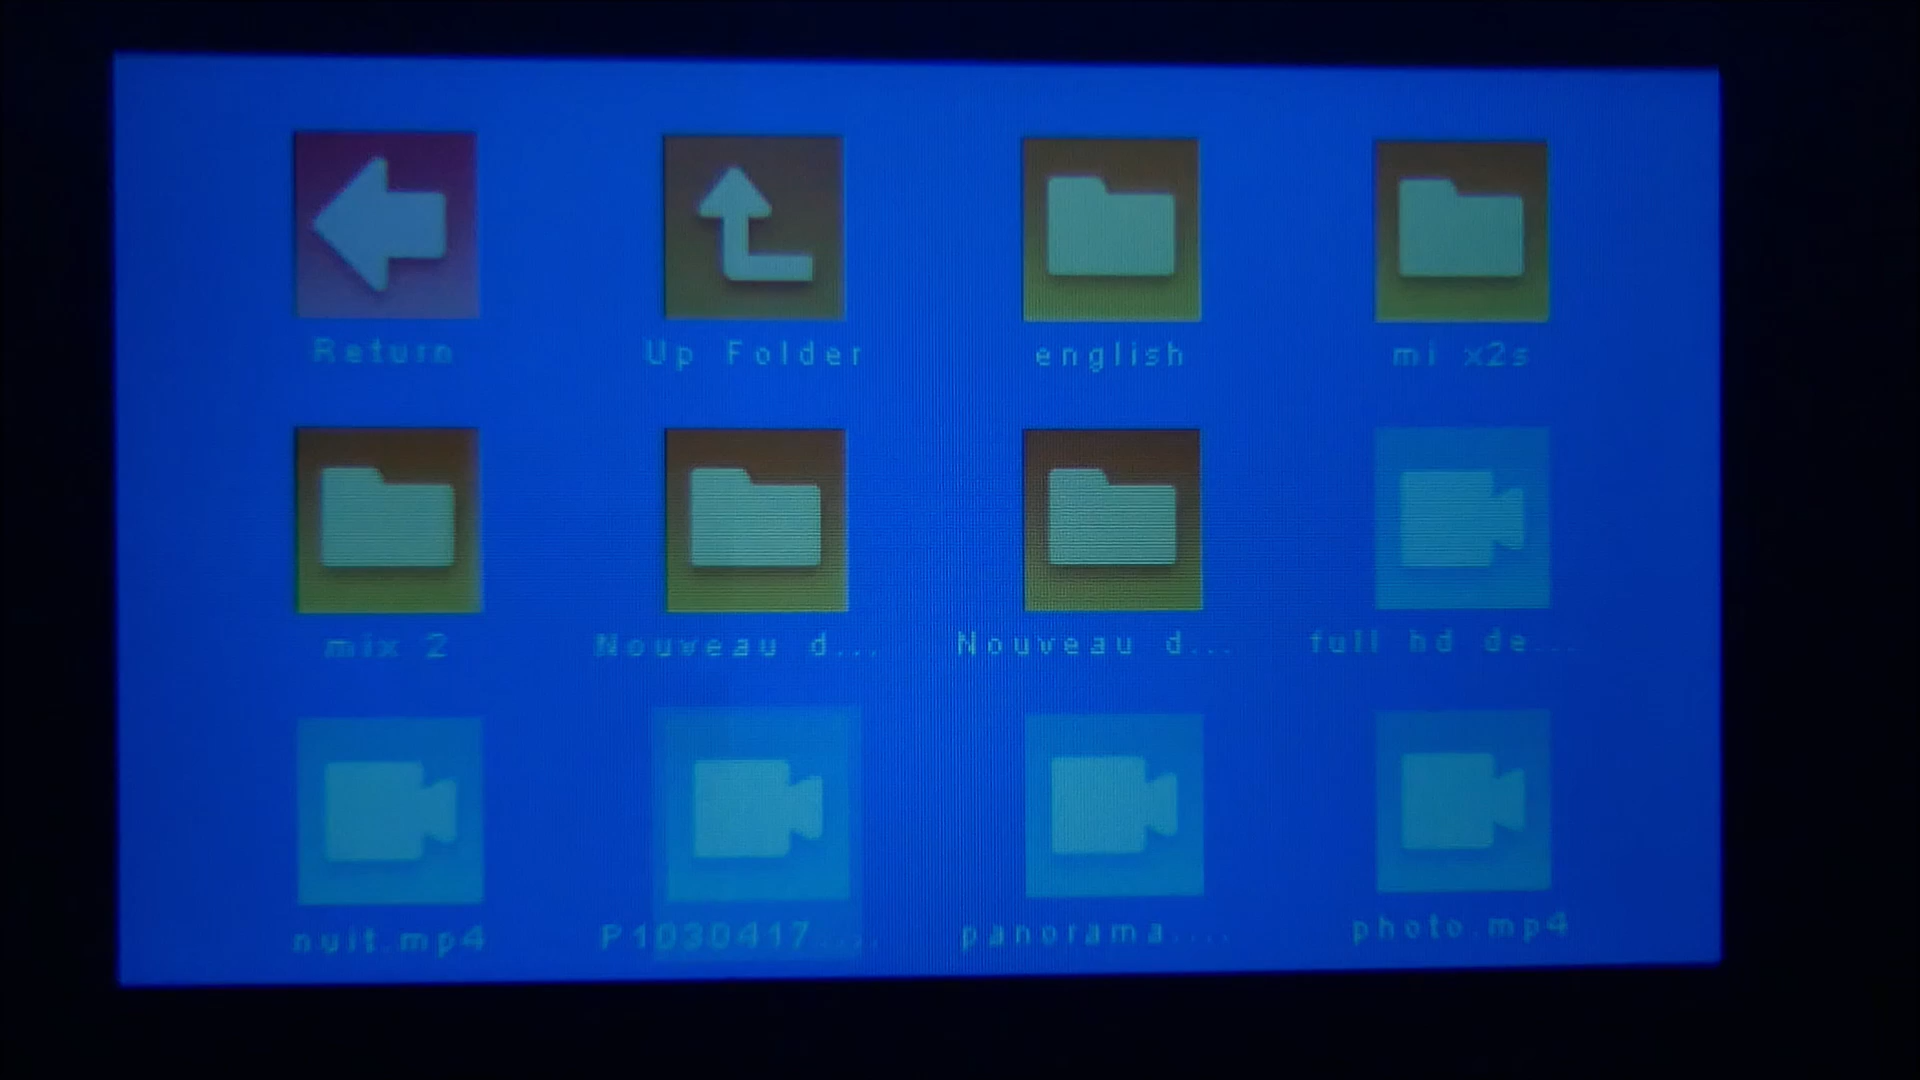 Return
Up Folder
english
mi x2s
mix 2
Nouveau d...
Nouveau d...
full hd de...
nuit.mp4
P1030417....
panorama....
photo.mp4